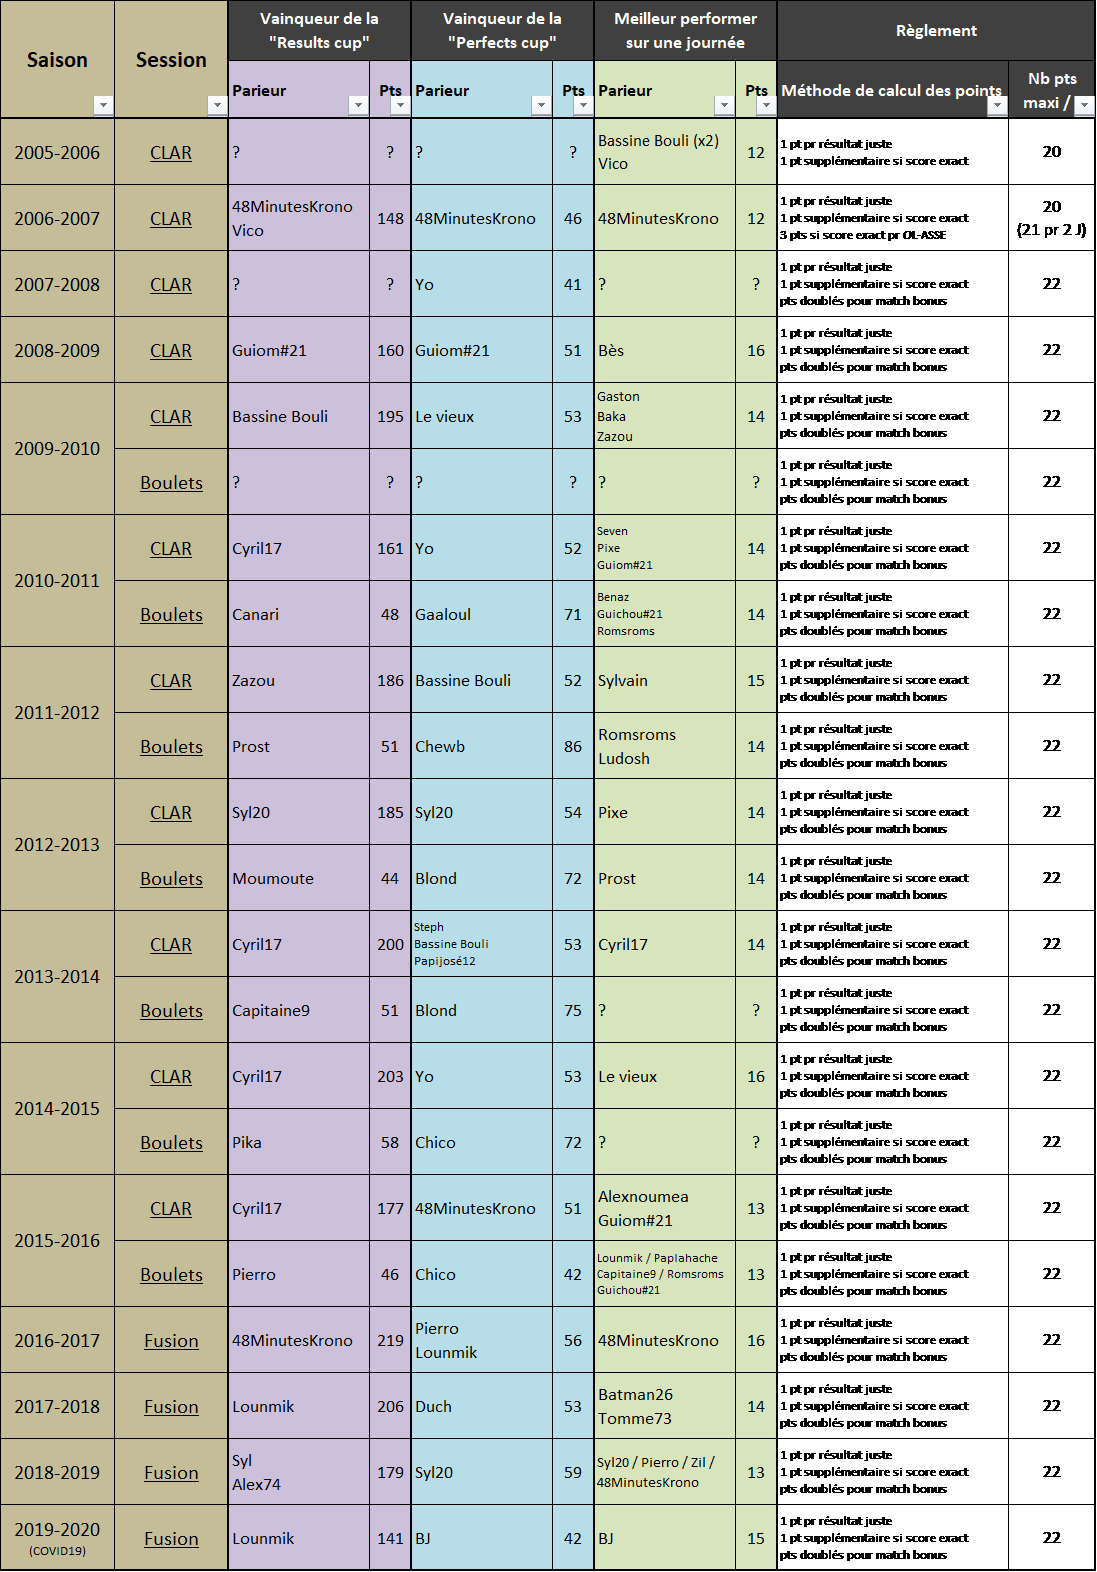 Saison
Session
Vainqueur de la
"Results cup"
Vainqueur de la
"Perfects cup"
Meilleur performer
sur une journée
Règlement
Parieur
Pts
Parieur
Pts
Parieur
Pts
Méthode de calcul des points
Nb pts
maxi /
2005-2006
CLAR
?
?
?
?
Bassine Bouli (x2)
Vico
12
1 pt pr résultat juste
1 pt supplémentaire si score exact
20
2006-2007
CLAR
48MinutesKrono
Vico
148
48MinutesKrono
46
48MinutesKrono
12
1 pt pr résultat juste
1 pt supplémentaire si score exact
3 pts si score exact pr OL-ASSE
20
(21 pr 2 J)
2007-2008
CLAR
?
?
Yo
41
?
?
1 pt pr résultat juste
1 pt supplémentaire si score exact
pts doublés pour match bonus
22
2008-2009
CLAR
Guiom#21
160
Guiom#21
51
Bès
16
1 pt pr résultat juste
1 pt supplémentaire si score exact
pts doublés pour match bonus
22
2009-2010
CLAR
Bassine Bouli
195
Le vieux
53
Gaston
Baka
Zazou
14
1 pt pr résultat juste
1 pt supplémentaire si score exact
pts doublés pour match bonus
22
Boulets
?
?
?
?
?
?
1 pt pr résultat juste
1 pt supplémentaire si score exact
pts doublés pour match bonus
22
2010-2011
CLAR
Cyril17
161
Yo
52
Seven
Pixe
Guiom#21
14
1 pt pr résultat juste
1 pt supplémentaire si score exact
pts doublés pour match bonus
22
Boulets
Canari
48
Gaaloul
71
Benaz
Guichou#21
Romsroms
14
1 pt pr résultat juste
1 pt supplémentaire si score exact
pts doublés pour match bonus
22
2011-2012
CLAR
Zazou
186
Bassine Bouli
52
Sylvain
15
1 pt pr résultat juste
1 pt supplémentaire si score exact
pts doublés pour match bonus
22
Boulets
Prost
51
Chewb
86
Romsroms
Ludosh
14
1 pt pr résultat juste
1 pt supplémentaire si score exact
pts doublés pour match bonus
22
2012-2013
CLAR
Syl20
185
Syl20
54
Pixe
14
1 pt pr résultat juste
1 pt supplémentaire si score exact
pts doublés pour match bonus
22
Boulets
Moumoute
44
Blond
72
Prost
14
1 pt pr résultat juste
1 pt supplémentaire si score exact
pts doublés pour match bonus
22
2013-2014
CLAR
Cyril17
200
Steph
Bassine Bouli
Papijosé12
53
Cyril17
14
1 pt pr résultat juste
1 pt supplémentaire si score exact
pts doublés pour match bonus
22
Boulets
Capitaine9
51
Blond
75
?
?
1 pt pr résultat juste
1 pt supplémentaire si score exact
pts doublés pour match bonus
22
2014-2015
CLAR
Cyril17
203
Yo
53
Le vieux
16
1 pt pr résultat juste
1 pt supplémentaire si score exact
pts doublés pour match bonus
22
Boulets
Pika
58
Chico
72
?
?
1 pt pr résultat juste
1 pt supplémentaire si score exact
pts doublés pour match bonus
22
2015-2016
CLAR
Cyril17
177
48MinutesKrono
51
Alexnoumea
Guiom#21
13
1 pt pr résultat juste
1 pt supplémentaire si score exact
pts doublés pour match bonus
22
Boulets
Pierro
46
Chico
42
Lounmik / Paplahache
Capitaine9 / Romsroms
Guichou#21
13
1 pt pr résultat juste
1 pt supplémentaire si score exact
pts doublés pour match bonus
22
2016-2017
Fusion
48MinutesKrono
219
Pierro
Lounmik
56
48MinutesKrono
16
1 pt pr résultat juste
1 pt supplémentaire si score exact
pts doublés pour match bonus
22
2017-2018
Fusion
Lounmik
206
Duch
53
Batman26
Tomme73
14
1 pt pr résultat juste
1 pt supplémentaire si score exact
pts doublés pour match bonus
22
2018-2019
Fusion
Syl
Alex74
179
Syl20
59
Syl20 / Pierro / Zil /
48MinutesKrono
13
1 pt pr résultat juste
1 pt supplémentaire si score exact
pts doublés pour match bonus
22
2019-2020
(COVID19)
Fusion
Lounmik
141
BJ
42
BJ
15
1 pt pr résultat juste
1 pt supplémentaire si score exact
pts doublés pour match bonus
22